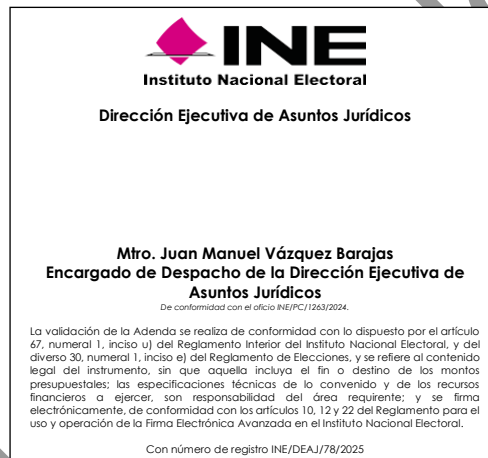 INE
Instituto Nacional Electoral
Dirección Ejecutiva de Asuntos Jurídicos
Mtro. Juan Manuel Vázquez Barajas
Encargado de Despacho de la Dirección Ejecutiva de
Asuntos Jurídicos
De conformidad con el oficio INE/PC/1263/2024.
La validación de la Adenda se realiza de conformidad con lo dispuesto por el artículo
67, numeral 1, inciso u) del Reglamento Interior del Instituto Nacional Electoral, y del
diverso 30, numeral 1, inciso e) del Reglamento de Elecciones, y se refiere al contenido
legal del instrumento, sin que aquella incluya el fin o destino de los montos
presupuestales; las especificaciones técnicas de lo convenido y de los recursos
financieros a ejercer, son responsabilidad del área requirente; y se firma
electrónicamente, de conformidad con los artículos 10, 12 y 22 del Reglamento para el
uso y operación de la Firma Electrónica Avanzada en el Instituto Nacional Electoral.
Con número de registro INE/DEAJ/78/2025